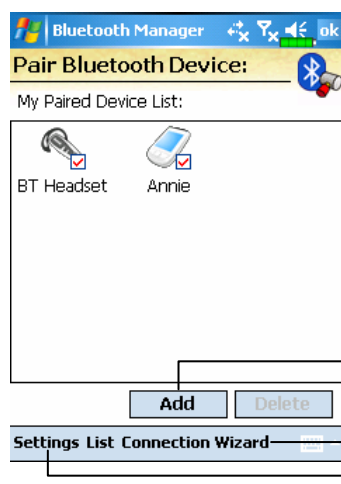 Bluetooth Manager ok
Pair Bluetooth Device:
My Paired Device List:
BT Headset Annie
Add Delete
Settings List Connection Wizard